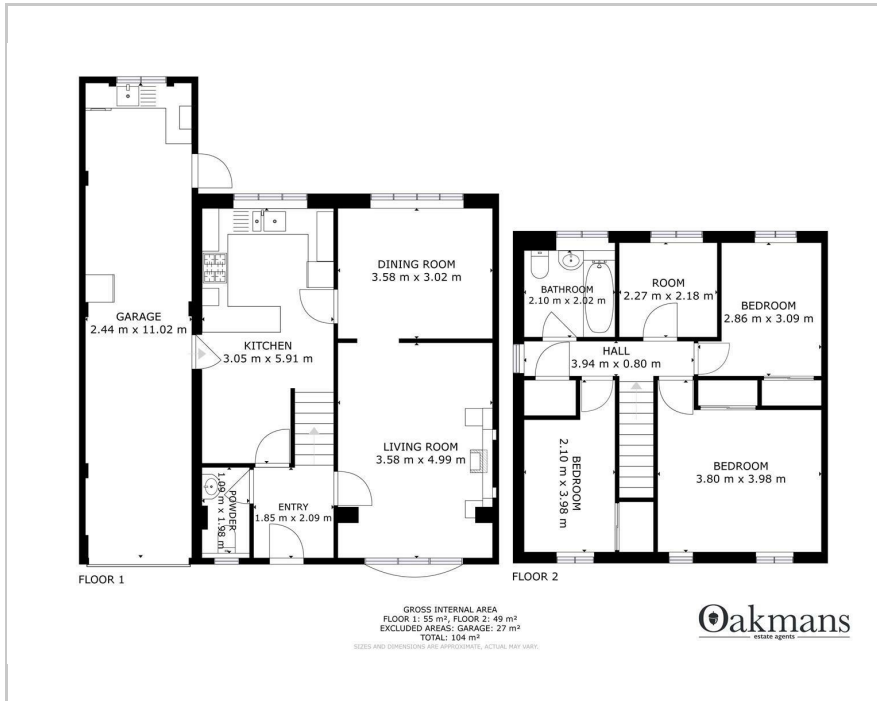 DINING ROOM
3.58 m x 3.02 m
GARAGE
2.44 m x 11.02 m
KITCHEN
3.05 m x 5.91 m
LIVING ROOM
3.58 m x 4.99 m
POWDER
1.09 m x 1.98 m
ENTRY
1.85 m x 2.09 m
FLOOR 1
BATHROOM
2.10 m x 2.02 m
ROOM
2.27 m x 2.18 m
BEDROOM
2.86 m x 3.09 m
HALL
3.94 m x 0.80 m
BEDROOM
2.10 m x 3.98 m
BEDROOM
3.80 m x 3.98 m
FLOOR 2
GROSS INTERNAL AREA
FLOOR 1: 55 m², FLOOR 2: 49 m²
EXCLUDED AREAS: GARAGE: 27 m²
TOTAL: 104 m²
SIZES AND DIMENSIONS ARE APPROXIMATE, ACTUAL MAY VARY.
Oakmans
estate agents